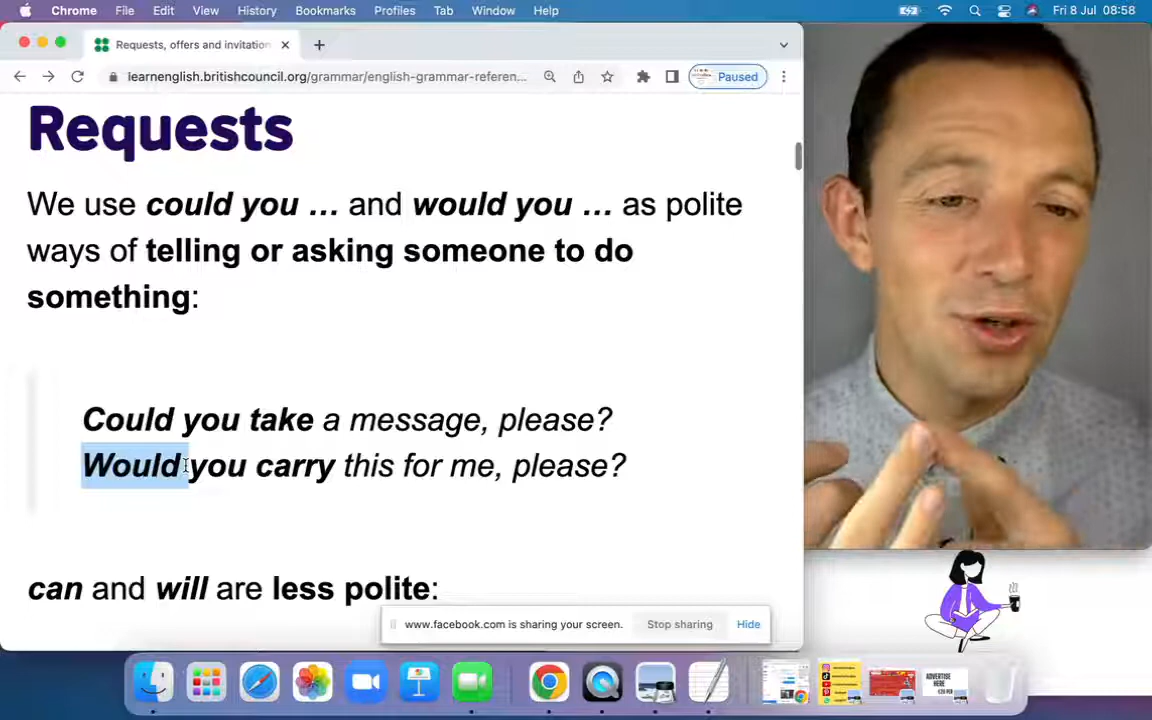 Chrome File Edit View History Bookmarks Profiles Tab Window Help Fri 8 Jul 08:58
Requests, offers and invitation
learnenglish.britishcouncil.org/grammar/english-grammar-referen... Paused
Requests
We use could you … and would you … as polite
ways of telling or asking someone to do
something:
Could you take a message, please?
Would you carry this for me, please?
can and will are less polite:
www.facebook.com is sharing your screen. Stop sharing Hide
ADVERTISE
HERE